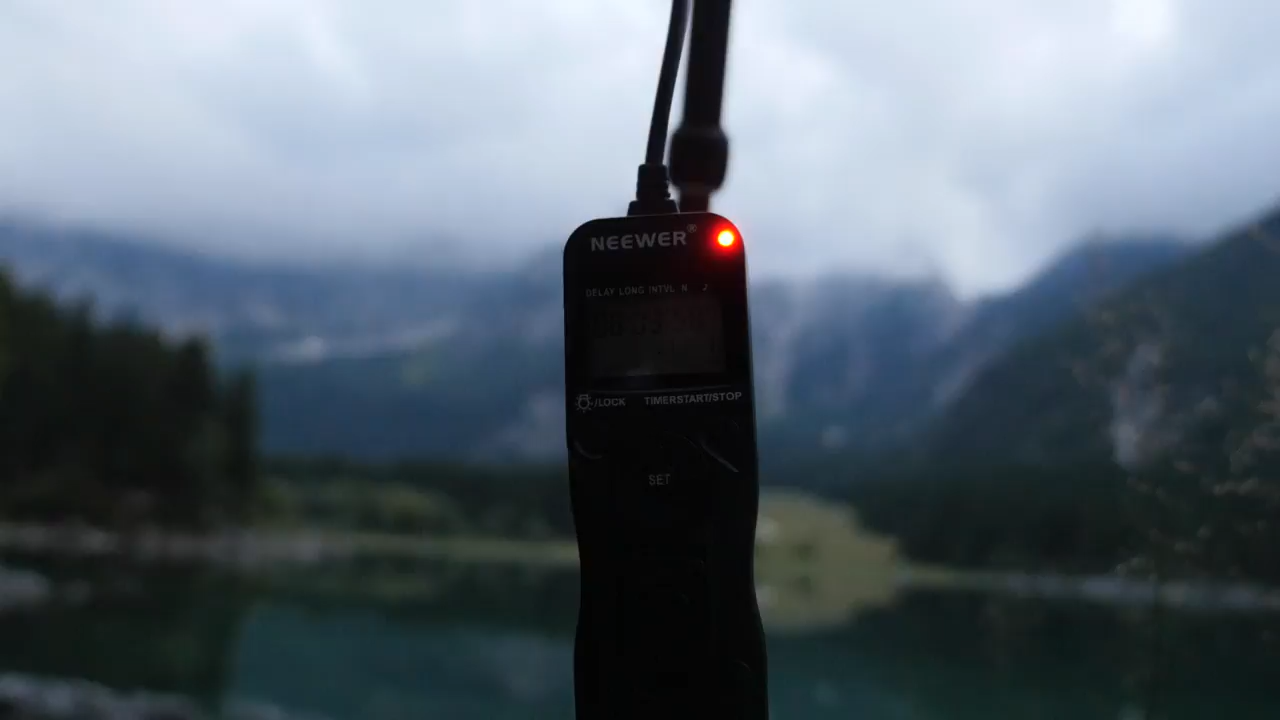 NEEWER®
DELAY LONG INTVL N ♪
/LOCK TIMERSTART/STOP
SET